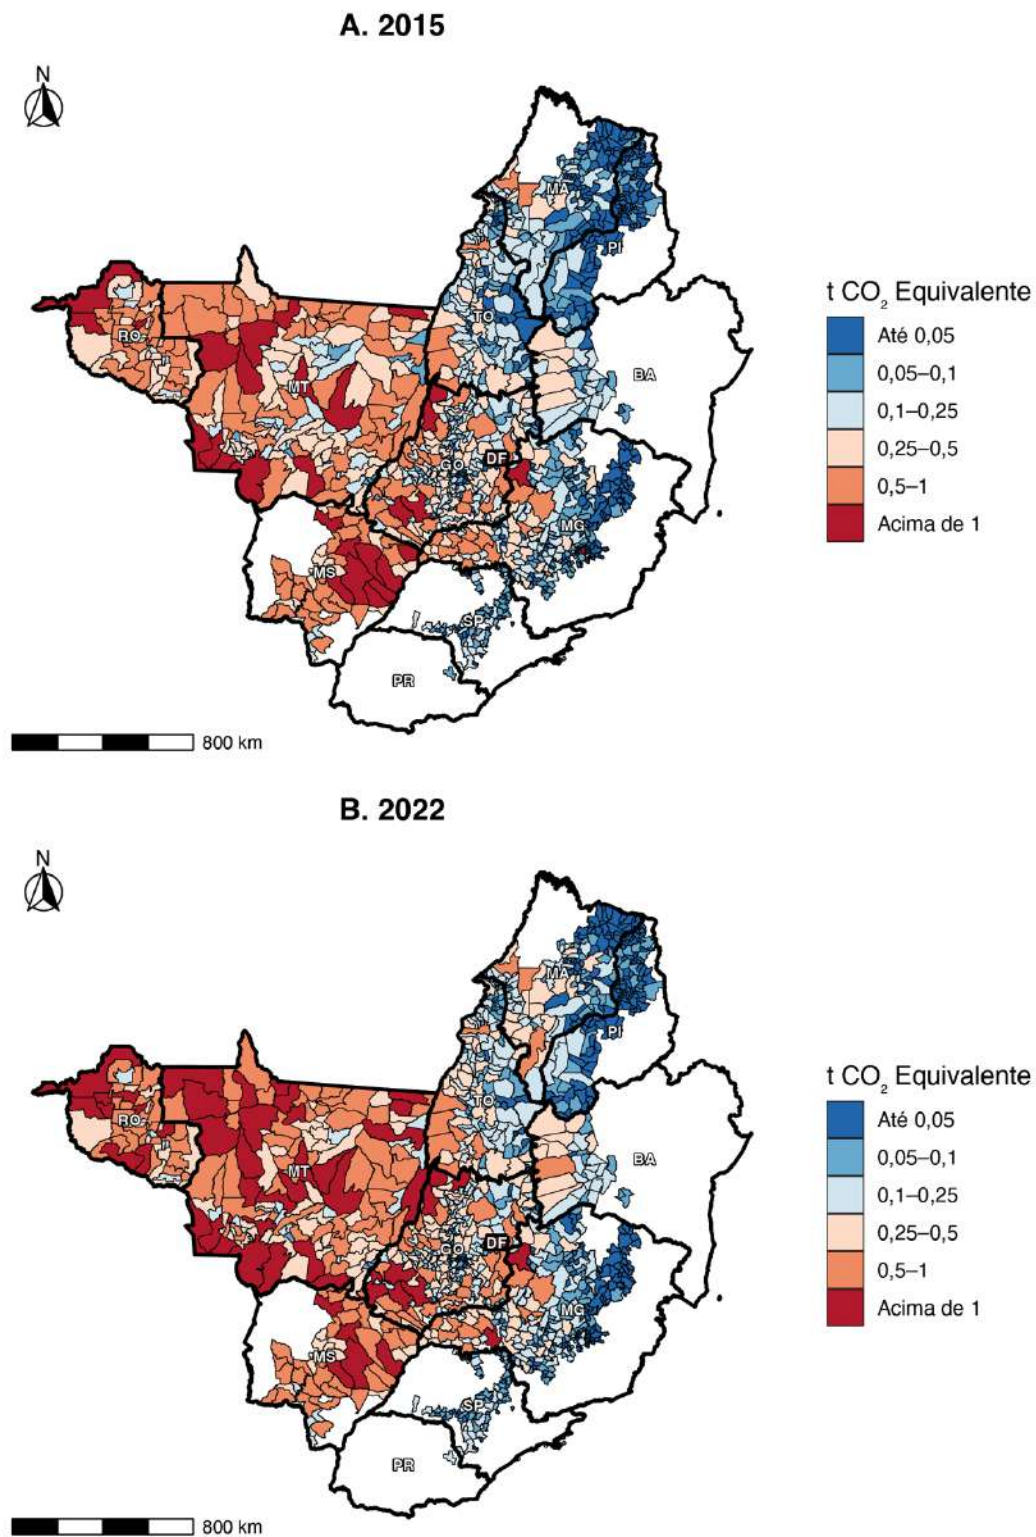 A. 2015
N
MA
PI
TO
RO
MT
BA
t CO₂ Equivalente
Até 0,05
0,05–0,1
0,1–0,25
0,25–0,5
0,5–1
Acima de 1
GO
DF
MG
MS
SP
PR
800 km
B. 2022
N
MA
PI
TO
RO
MT
BA
t CO₂ Equivalente
Até 0,05
0,05–0,1
0,1–0,25
0,25–0,5
0,5–1
Acima de 1
GO
DF
MG
MS
SP
PR
800 km